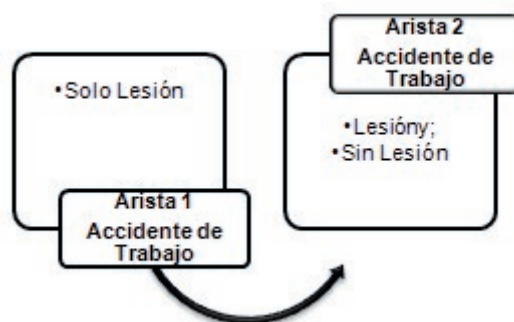 •Solo Lesión
Arista 1
Accidente de
Trabajo
Arista 2
Accidente de
Trabajo
•Lesióny;
•Sin Lesión